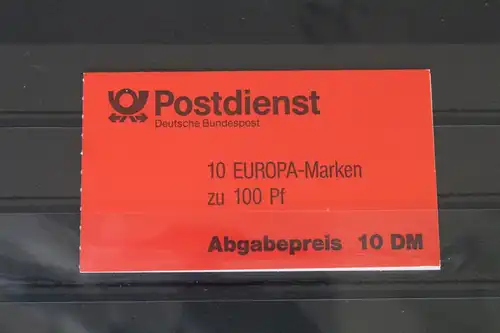 Postdienst
Deutsche Bundespost
10 EUROPA-Marken
zu 100 Pf
Abgabepreis 10 DM